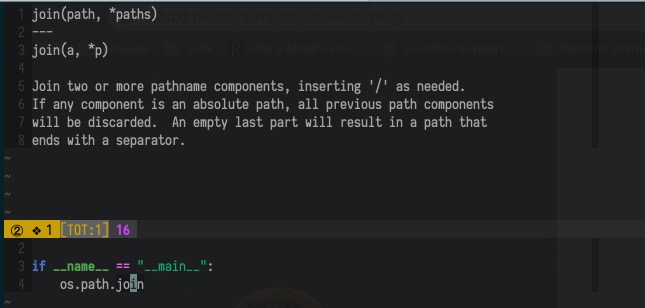 1 join(path, *paths)
2 ---
3 join(a, *p)
4
5 Join two or more pathname components, inserting '/' as needed.
6 If any component is an absolute path, all previous path components
7 will be discarded.  An empty last part will result in a path that
8 ends with a separator.
~
~
~
~
② ❖ 1 [TOT:1] 16
2
3 if __name__ == "__main__":
4     os.path.join
~